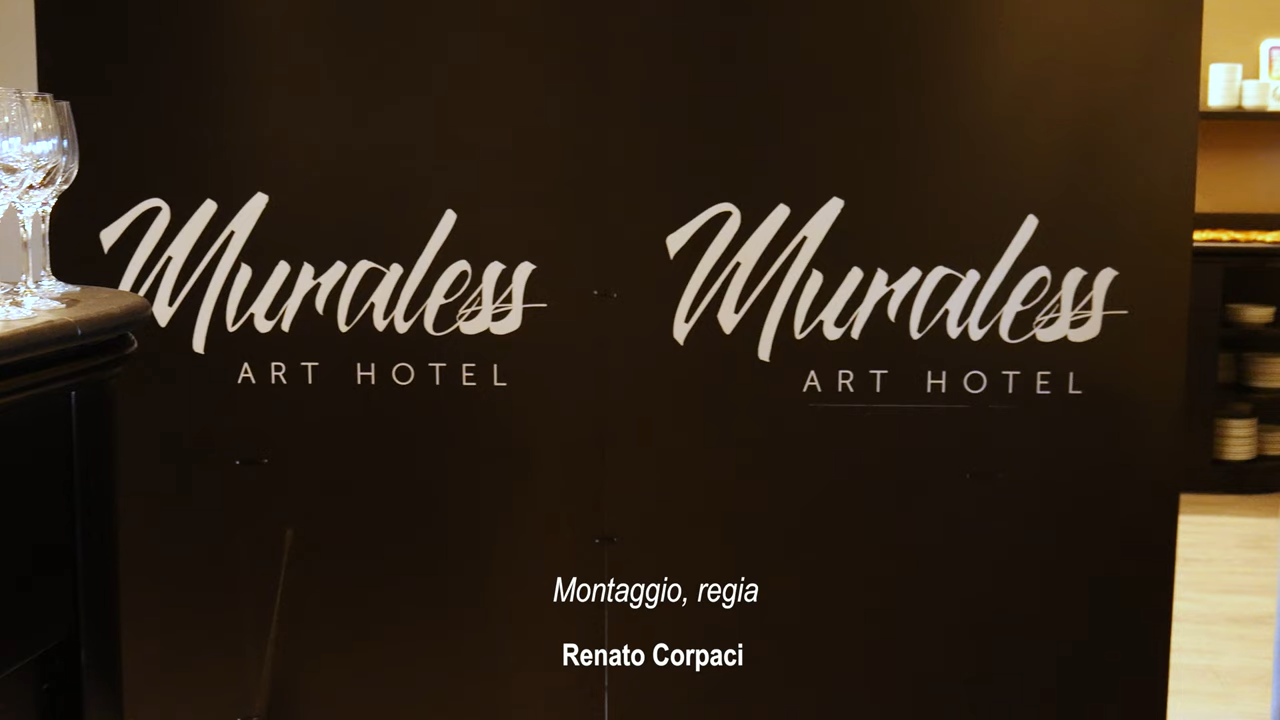 Muraless
ART HOTEL
Muraless
ART HOTEL
Montaggio, regia
Renato Corpaci